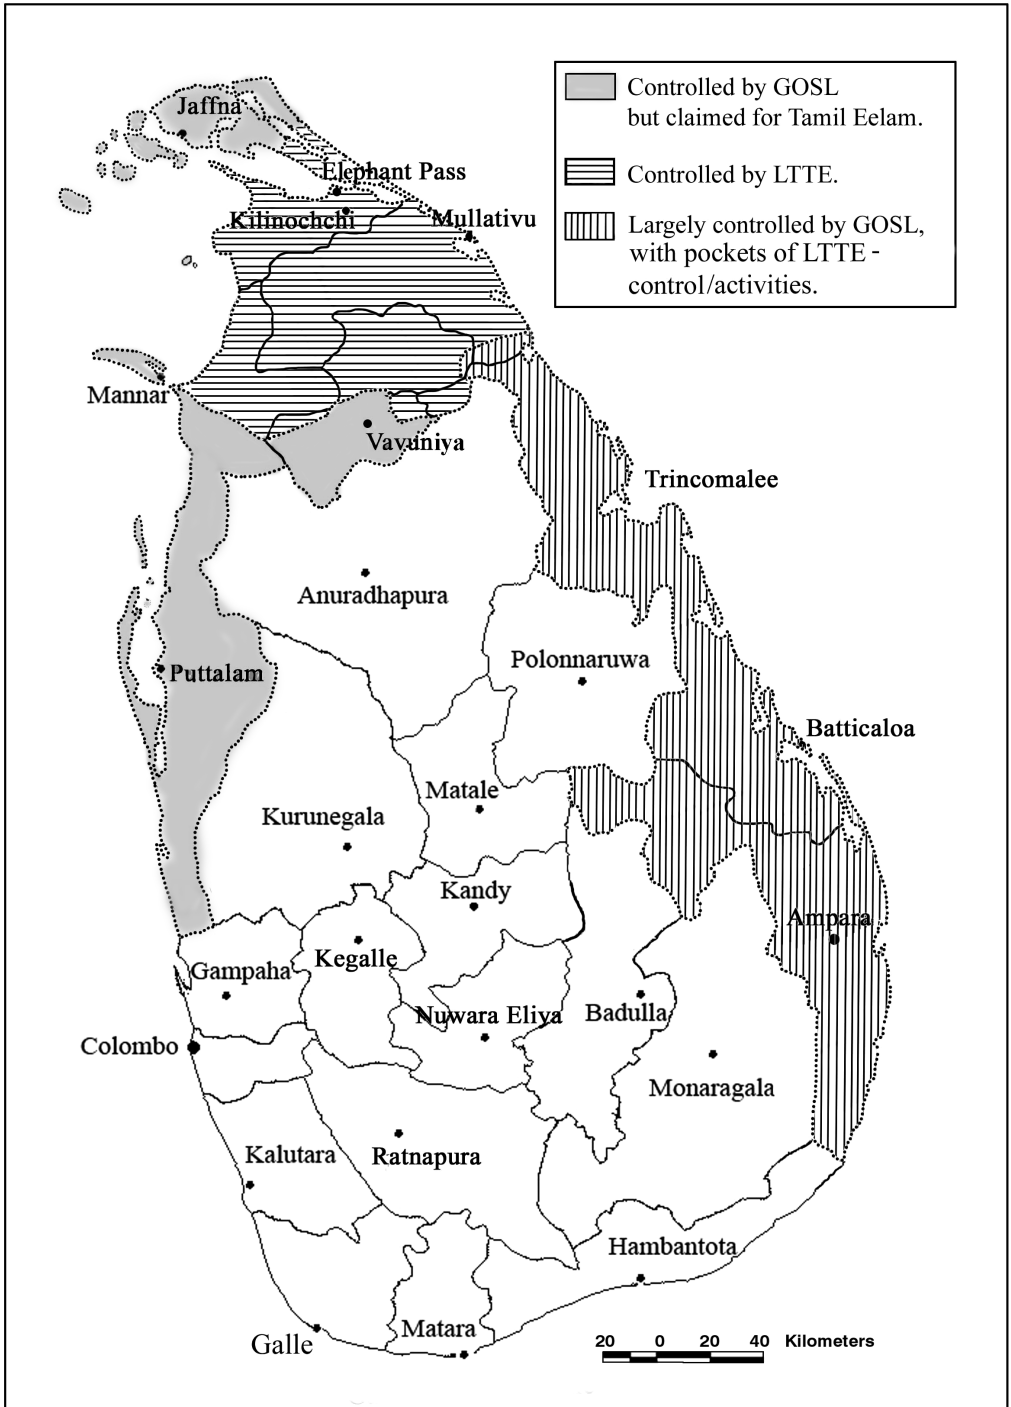 Controlled by GOSL
but claimed for Tamil Eelam.
Controlled by LTTE.
Largely controlled by GOSL,
with pockets of LTTE -
control/activities.
Jaffna
Elephant Pass
Kilinochchi
Mullativu
Mannar
Vavuniya
Trincomalee
Anuradhapura
Polonnaruwa
Puttalam
Batticaloa
Matale
Kurunegala
Kandy
Ampara
Kegalle
Gampaha
Nuwara Eliya
Badulla
Colombo
Monaragala
Kalutara
Ratnapura
Hambantota
Matara
Galle
20 0 20 40 Kilometers